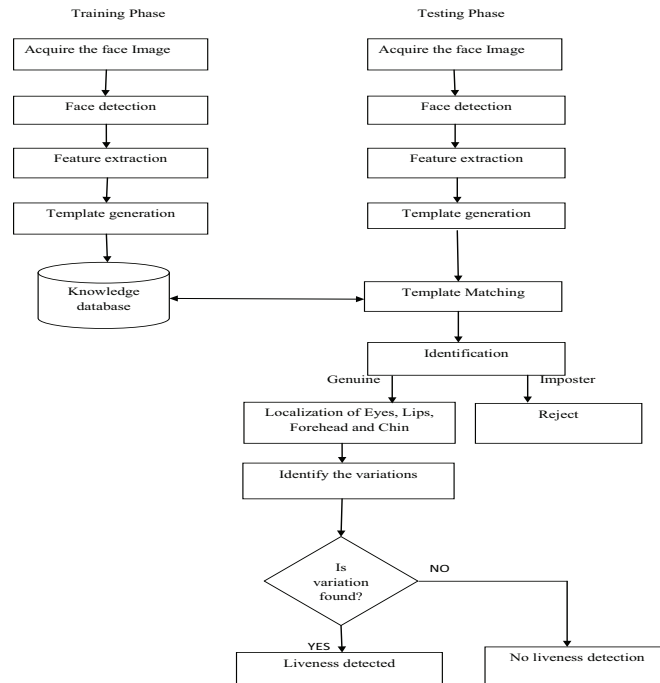 Training Phase
Testing Phase
Acquire the face Image
Acquire the face Image
Face detection
Face detection
Feature extraction
Feature extraction
Template generation
Template generation
Knowledge
database
Template Matching
Identification
Genuine
Imposter
Localization of Eyes, Lips,
Forehead and Chin
Reject
Identify the variations
Is
variation
found?
NO
YES
Liveness detected
No liveness detection